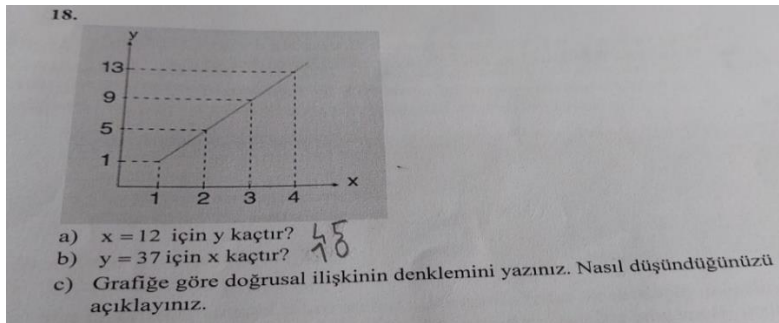 18.
y
13
9
5
1
1 2 3 4 x
a) x = 12 için y kaçtır? 45
b) y = 37 için x kaçtır? 10
c) Grafiğe göre doğrusal ilişkinin denklemini yazınız. Nasıl düşündüğünüzü
açıklayınız.